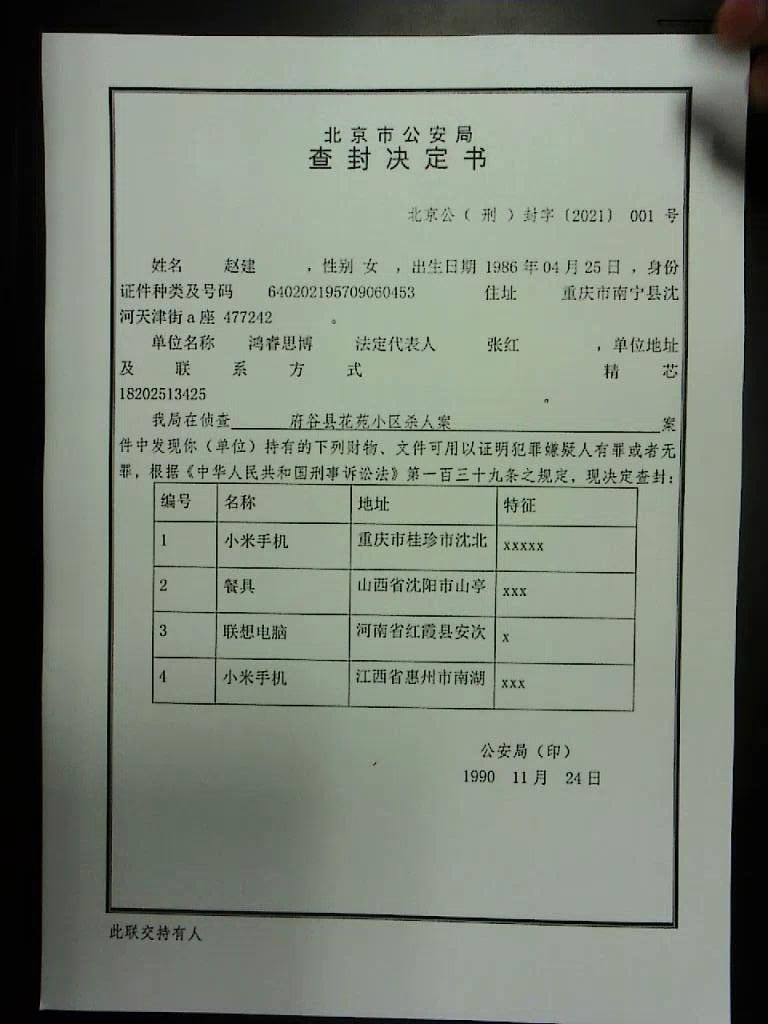 北京市公安局
查封决定书
北京公（ 刑 ）封字〔2021〕 001 号
姓名 赵建 ，性别 女 ，出生日期 1986 年 04 月 25 日 ，身份
证件种类及号码 640202195709060453 住址 重庆市南宁县沈
河天津街 a 座 477242 。
单位名称 鸿睿思博 法定代表人 张红 ，单位地址
及联系方式 精芯
18202513425 。
我局在侦查 府谷县花苑小区杀人案 案
件中发现你（单位）持有的下列财物、文件可用以证明犯罪嫌疑人有罪或者无
罪，根据《中华人民共和国刑事诉讼法》第一百三十九条之规定，现决定查封：
编号 名称 地址 特征
1 小米手机 重庆市桂珍市沈北 xxxxx
2 餐具 山西省沈阳市山亭 xxx
3 联想电脑 河南省红霞县安次 x
4 小米手机 江西省惠州市南湖 xxx
公安局（印）
1990 11 月 24 日
此联交持有人